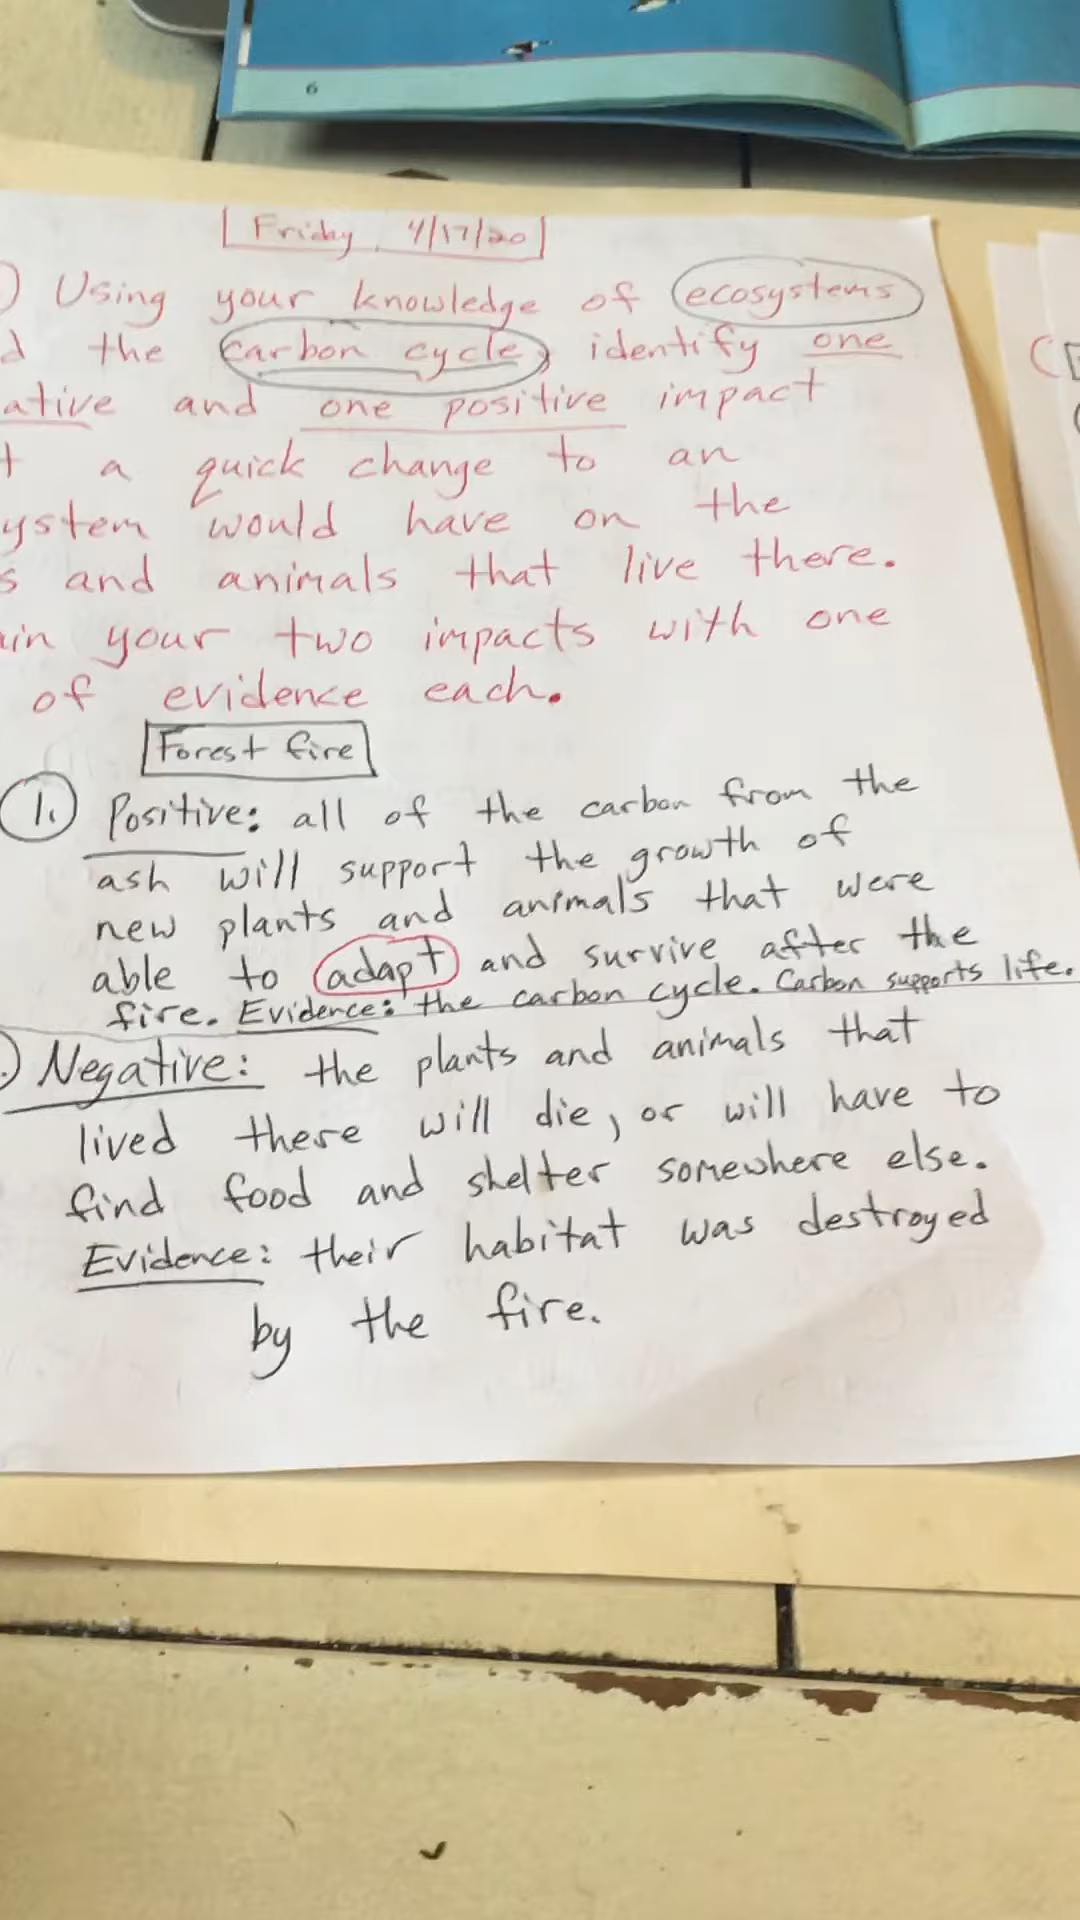 6
Friday 4/17/20
Using your knowledge of ecosystems
the carbon cycle, identify one
ative and one positive impact
a quick change to an
ystem would have on the
s and animals that live there.
in your two impacts with one
of evidence each.
Forest fire
1. Positive: all of the carbon from the
ash will support the growth of
new plants and animals that were
able to adapt and survive after the
fire. Evidence: the carbon cycle. Carbon supports life.
Negative: the plants and animals that
lived there will die, or will have to
find food and shelter somewhere else.
Evidence: their habitat was destroyed
by the fire.